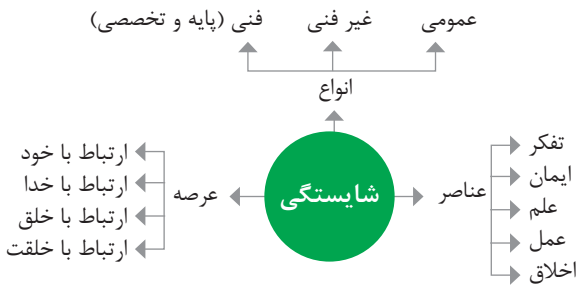 عمومی
غیر فنی
فنی (پایه و تخصصی)
انواع
شایستگی
عناصر
تفکر
ایمان
علم
عمل
اخلاق
عرصه
ارتباط با خود
ارتباط با خدا
ارتباط با خلق
ارتباط با خلقت